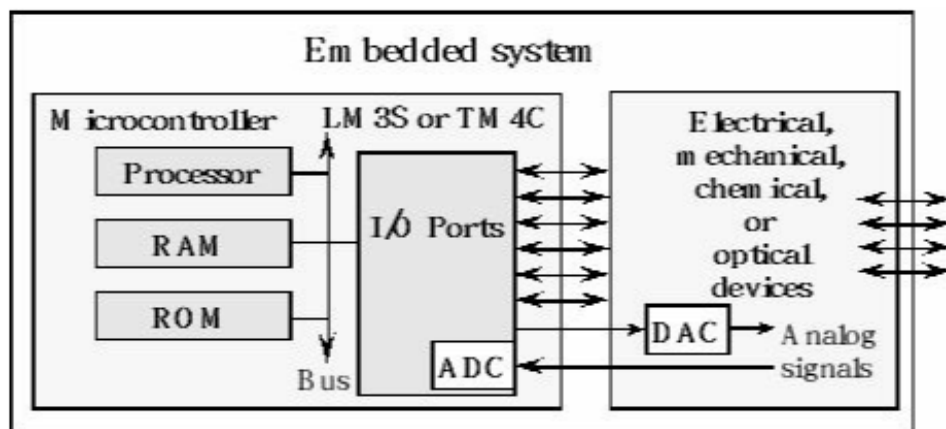 Embedded system
Microcontroller LM3S or TM4C
Processor
RAM
ROM
Bus
I/O Ports
ADC
Electrical,
mechanical,
chemical,
or
optical
devices
DAC
Analog
signals